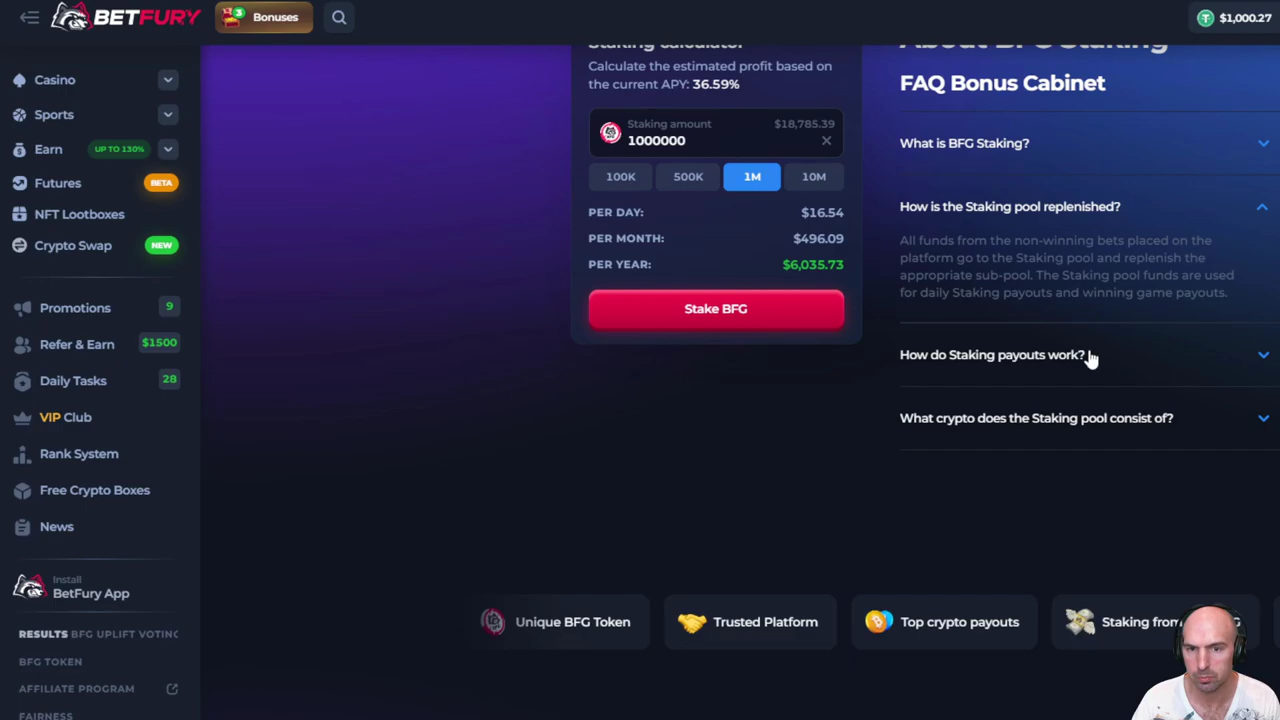 BETFURY
3
Bonuses
$1,000.27
Casino
Sports
Earn UP TO 130%
Futures BETA
NFT Lootboxes
Crypto Swap NEW
Promotions 9
Refer & Earn $1500
Daily Tasks 28
VIP Club
Rank System
Free Crypto Boxes
News
Install
BetFury App
RESULTS BFG UPLIFT VOTING
BFG TOKEN
AFFILIATE PROGRAM
FAIRNESS
Staking calculator
Calculate the estimated profit based on
the current APY: 36.59%
Staking amount $18,785.39
1000000
100K 500K 1M 10M
PER DAY: $16.54
PER MONTH: $496.09
PER YEAR: $6,035.73
Stake BFG
About BFG Staking
FAQ Bonus Cabinet
What is BFG Staking?
How is the Staking pool replenished?
All funds from the non-winning bets placed on the
platform go to the Staking pool and replenish the
appropriate sub-pool. The Staking pool funds are used
for daily Staking payouts and winning game payouts.
How do Staking payouts work?
What crypto does the Staking pool consist of?
Unique BFG Token
Trusted Platform
Top crypto payouts
Staking from